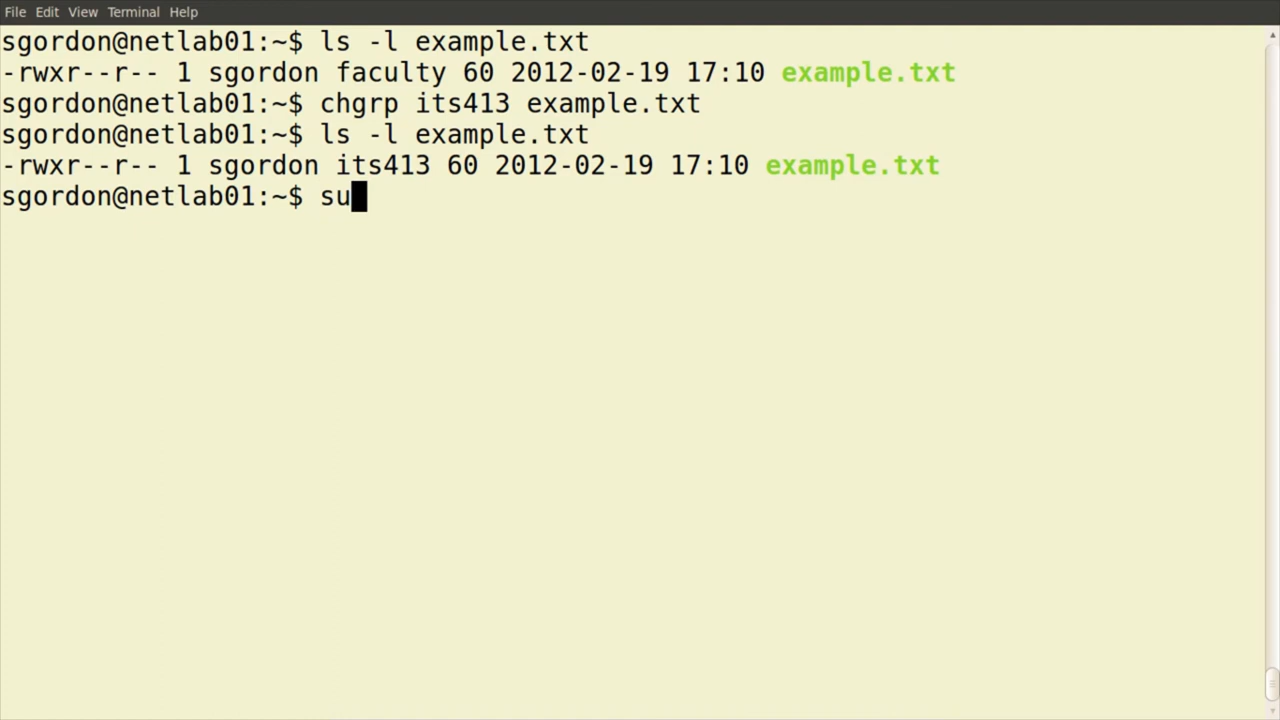 File Edit View Terminal Help
sgordon@netlab01:~$ ls -l example.txt
-rwxr--r-- 1 sgordon faculty 60 2012-02-19 17:10 example.txt
sgordon@netlab01:~$ chgrp its413 example.txt
sgordon@netlab01:~$ ls -l example.txt
-rwxr--r-- 1 sgordon its413 60 2012-02-19 17:10 example.txt
sgordon@netlab01:~$ su